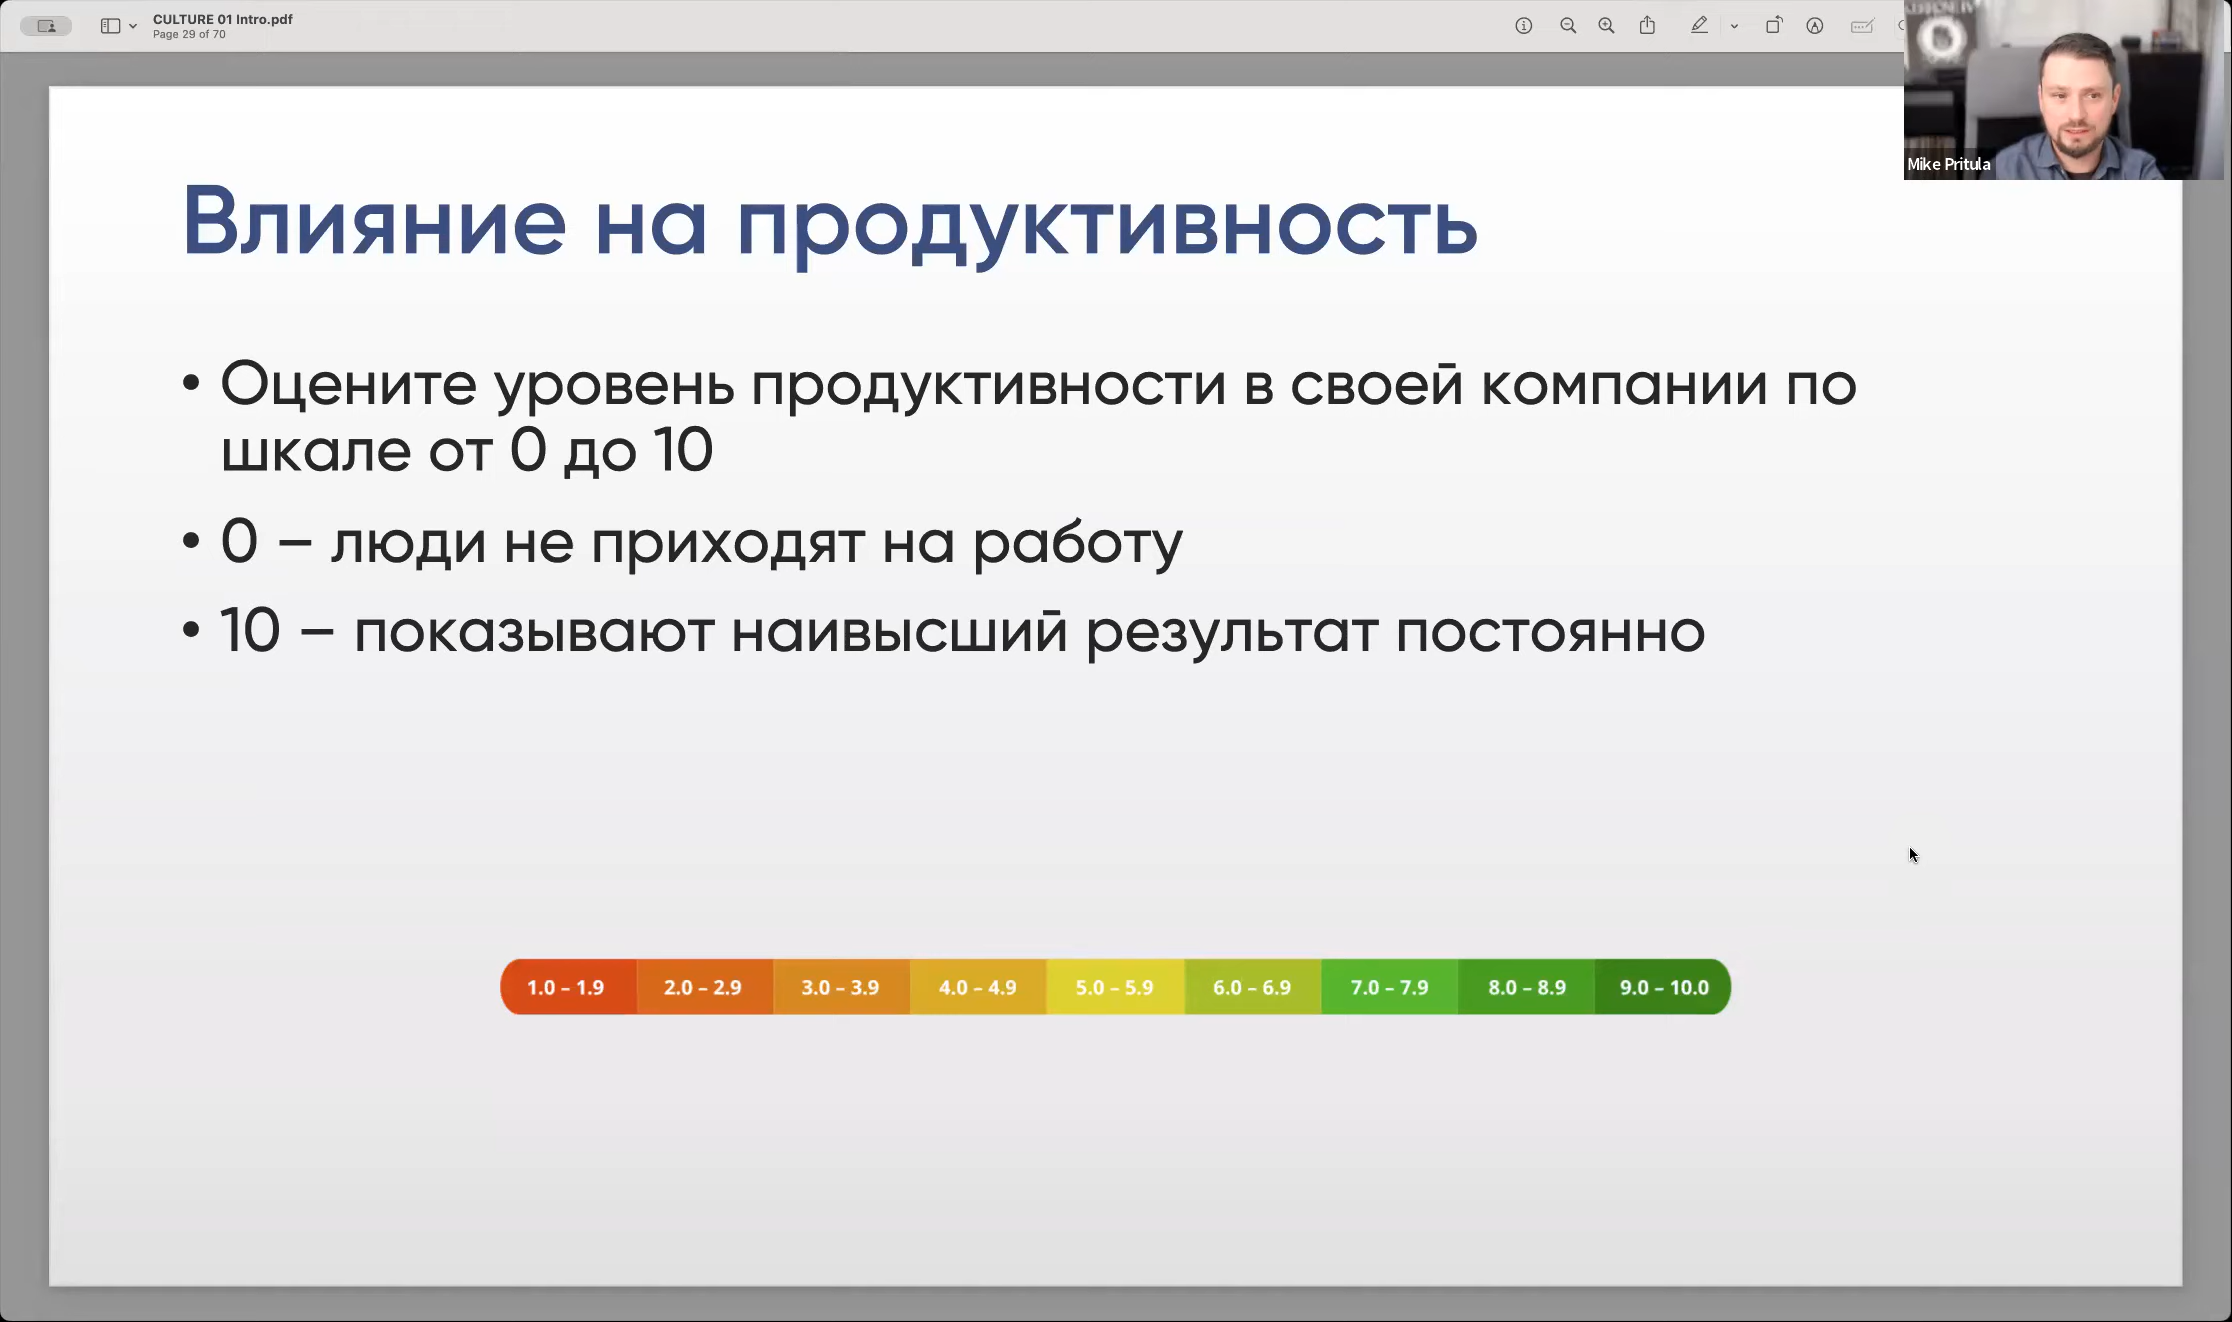 CULTURE 01 Intro.pdf
Page 29 of 70
Mike Pritula
Влияние на продуктивность
• Оцените уровень продуктивности в своей компании по
шкале от 0 до 10
• 0 – люди не приходят на работу
• 10 – показывают наивысший результат постоянно
1.0 – 1.9 2.0 – 2.9 3.0 – 3.9 4.0 – 4.9 5.0 – 5.9 6.0 – 6.9 7.0 – 7.9 8.0 – 8.9 9.0 – 10.0